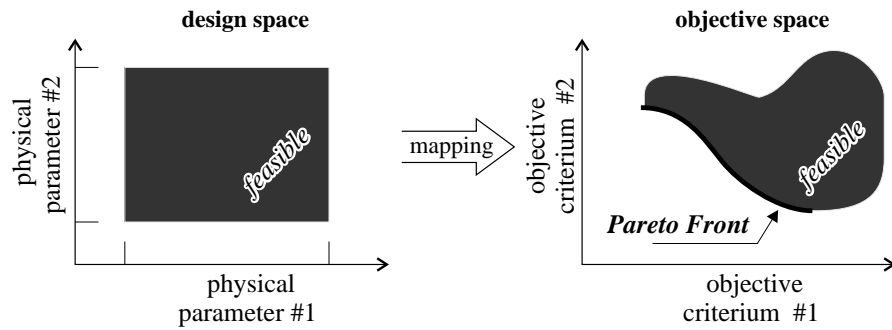 design space
physical
parameter #2
feasible
physical
parameter #1
mapping
objective space
objective
criterium #2
feasible
Pareto Front
objective
criterium #1